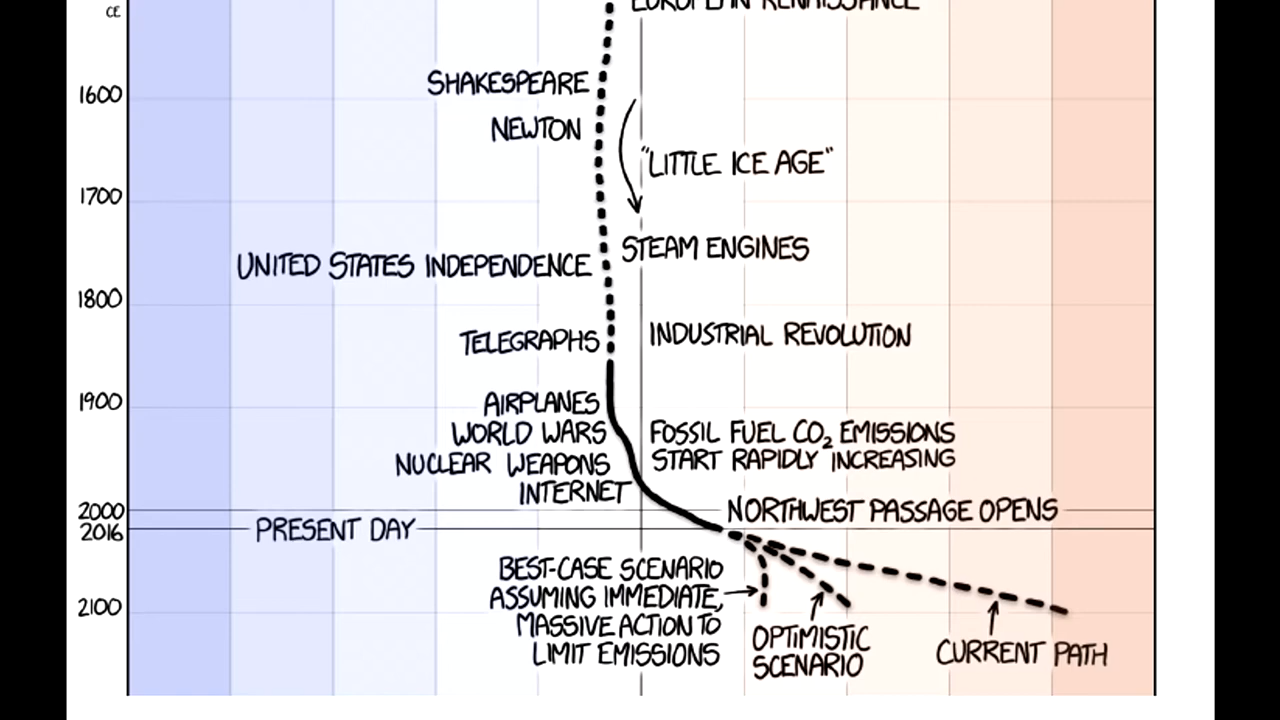 CE
EUROPEAN RENAISSANCE
SHAKESPEARE
1600
NEWTON
"LITTLE ICE AGE"
1700
STEAM ENGINES
UNITED STATES INDEPENDENCE
1800
TELEGRAPHS
INDUSTRIAL REVOLUTION
1900
AIRPLANES
WORLD WARS
NUCLEAR WEAPONS
INTERNET
FOSSIL FUEL CO₂ EMISSIONS
START RAPIDLY INCREASING
2000
NORTHWEST PASSAGE OPENS
2016
PRESENT DAY
BEST-CASE SCENARIO
ASSUMING IMMEDIATE,
MASSIVE ACTION TO
LIMIT EMISSIONS
2100
OPTIMISTIC
SCENARIO
CURRENT PATH